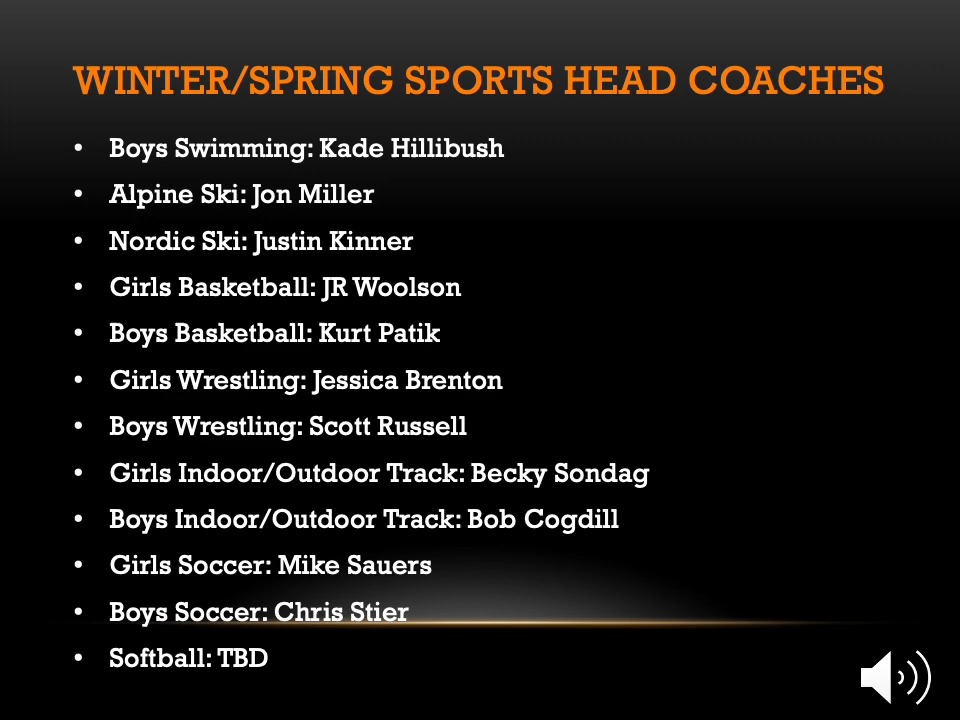 WINTER/SPRING SPORTS HEAD COACHES
• Boys Swimming: Kade Hillibush
• Alpine Ski: Jon Miller
• Nordic Ski: Justin Kinner
• Girls Basketball: JR Woolson
• Boys Basketball: Kurt Patik
• Girls Wrestling: Jessica Brenton
• Boys Wrestling: Scott Russell
• Girls Indoor/Outdoor Track: Becky Sondag
• Boys Indoor/Outdoor Track: Bob Cogdill
• Girls Soccer: Mike Sauers
• Boys Soccer: Chris Stier
• Softball: TBD